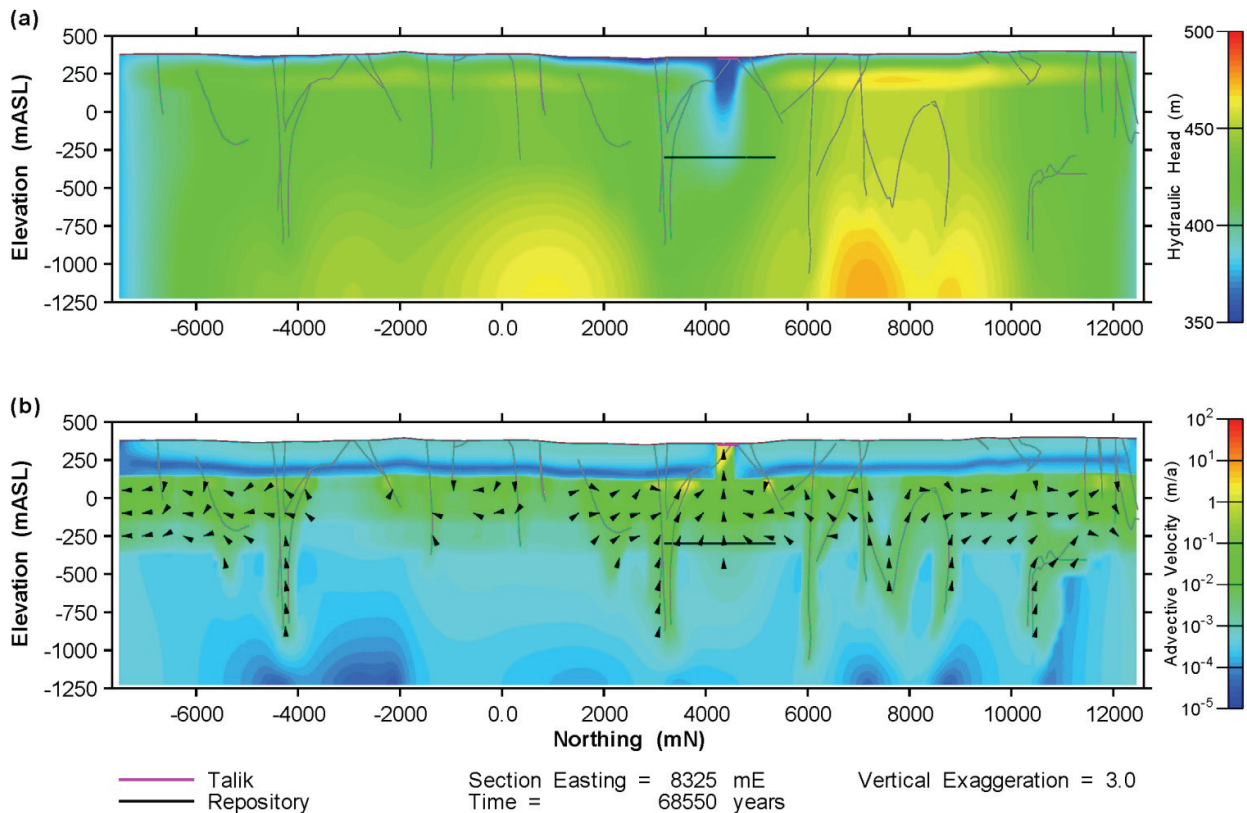 (a)
500
250
0
-250
-500
-750
-1000
-1250
Elevation (mASL)
-6000 -4000 -2000 0.0 2000 4000 6000 8000 10000 12000
500
450
400
350
Hydraulic Head (m)
(b)
500
250
0
-250
-500
-750
-1000
-1250
Elevation (mASL)
-6000 -4000 -2000 0.0 2000 4000 6000 8000 10000 12000
Northing (mN)
10²
10¹
1
10⁻¹
10⁻²
10⁻³
10⁻⁴
10⁻⁵
Advective Velocity (m/a)
Talik Section Easting = 8325 mE Vertical Exaggeration = 3.0
Repository Time = 68550 years